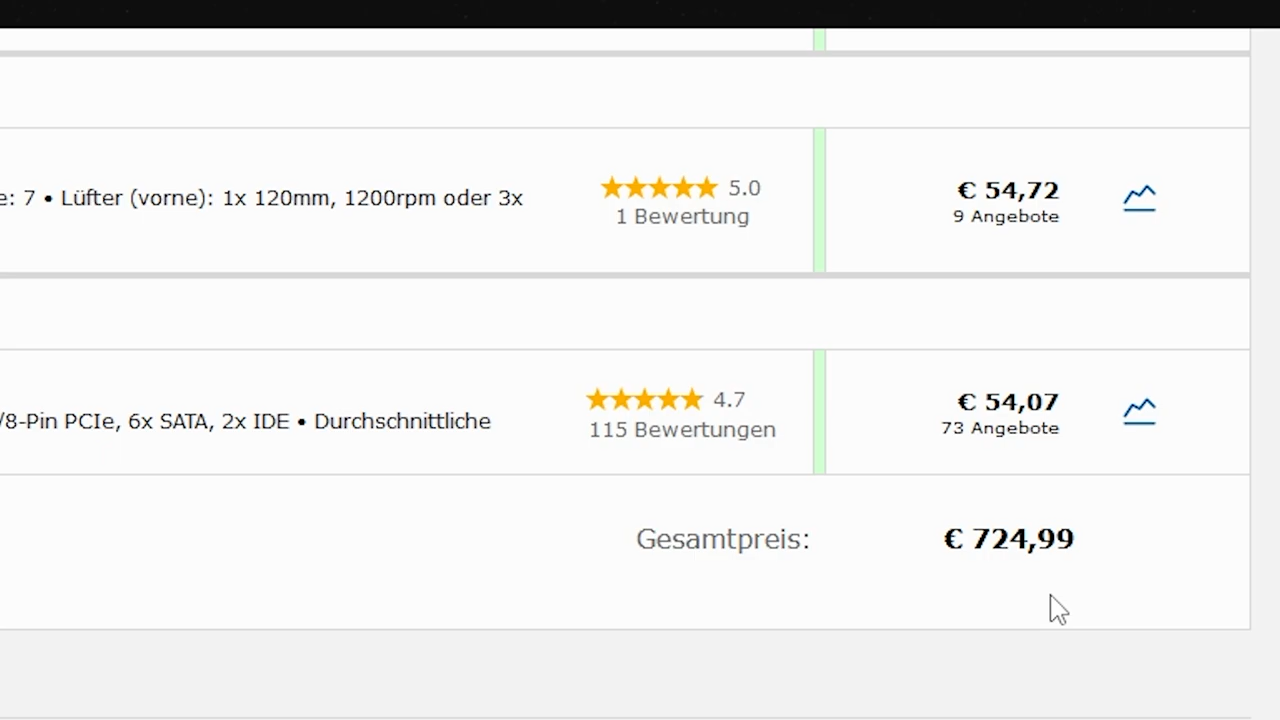 e: 7 • Lüfter (vorne): 1x 120mm, 1200rpm oder 3x
5.0
1 Bewertung
€ 54,72
9 Angebote
/8-Pin PCIe, 6x SATA, 2x IDE • Durchschnittliche
4.7
115 Bewertungen
€ 54,07
73 Angebote
Gesamtpreis:
€ 724,99